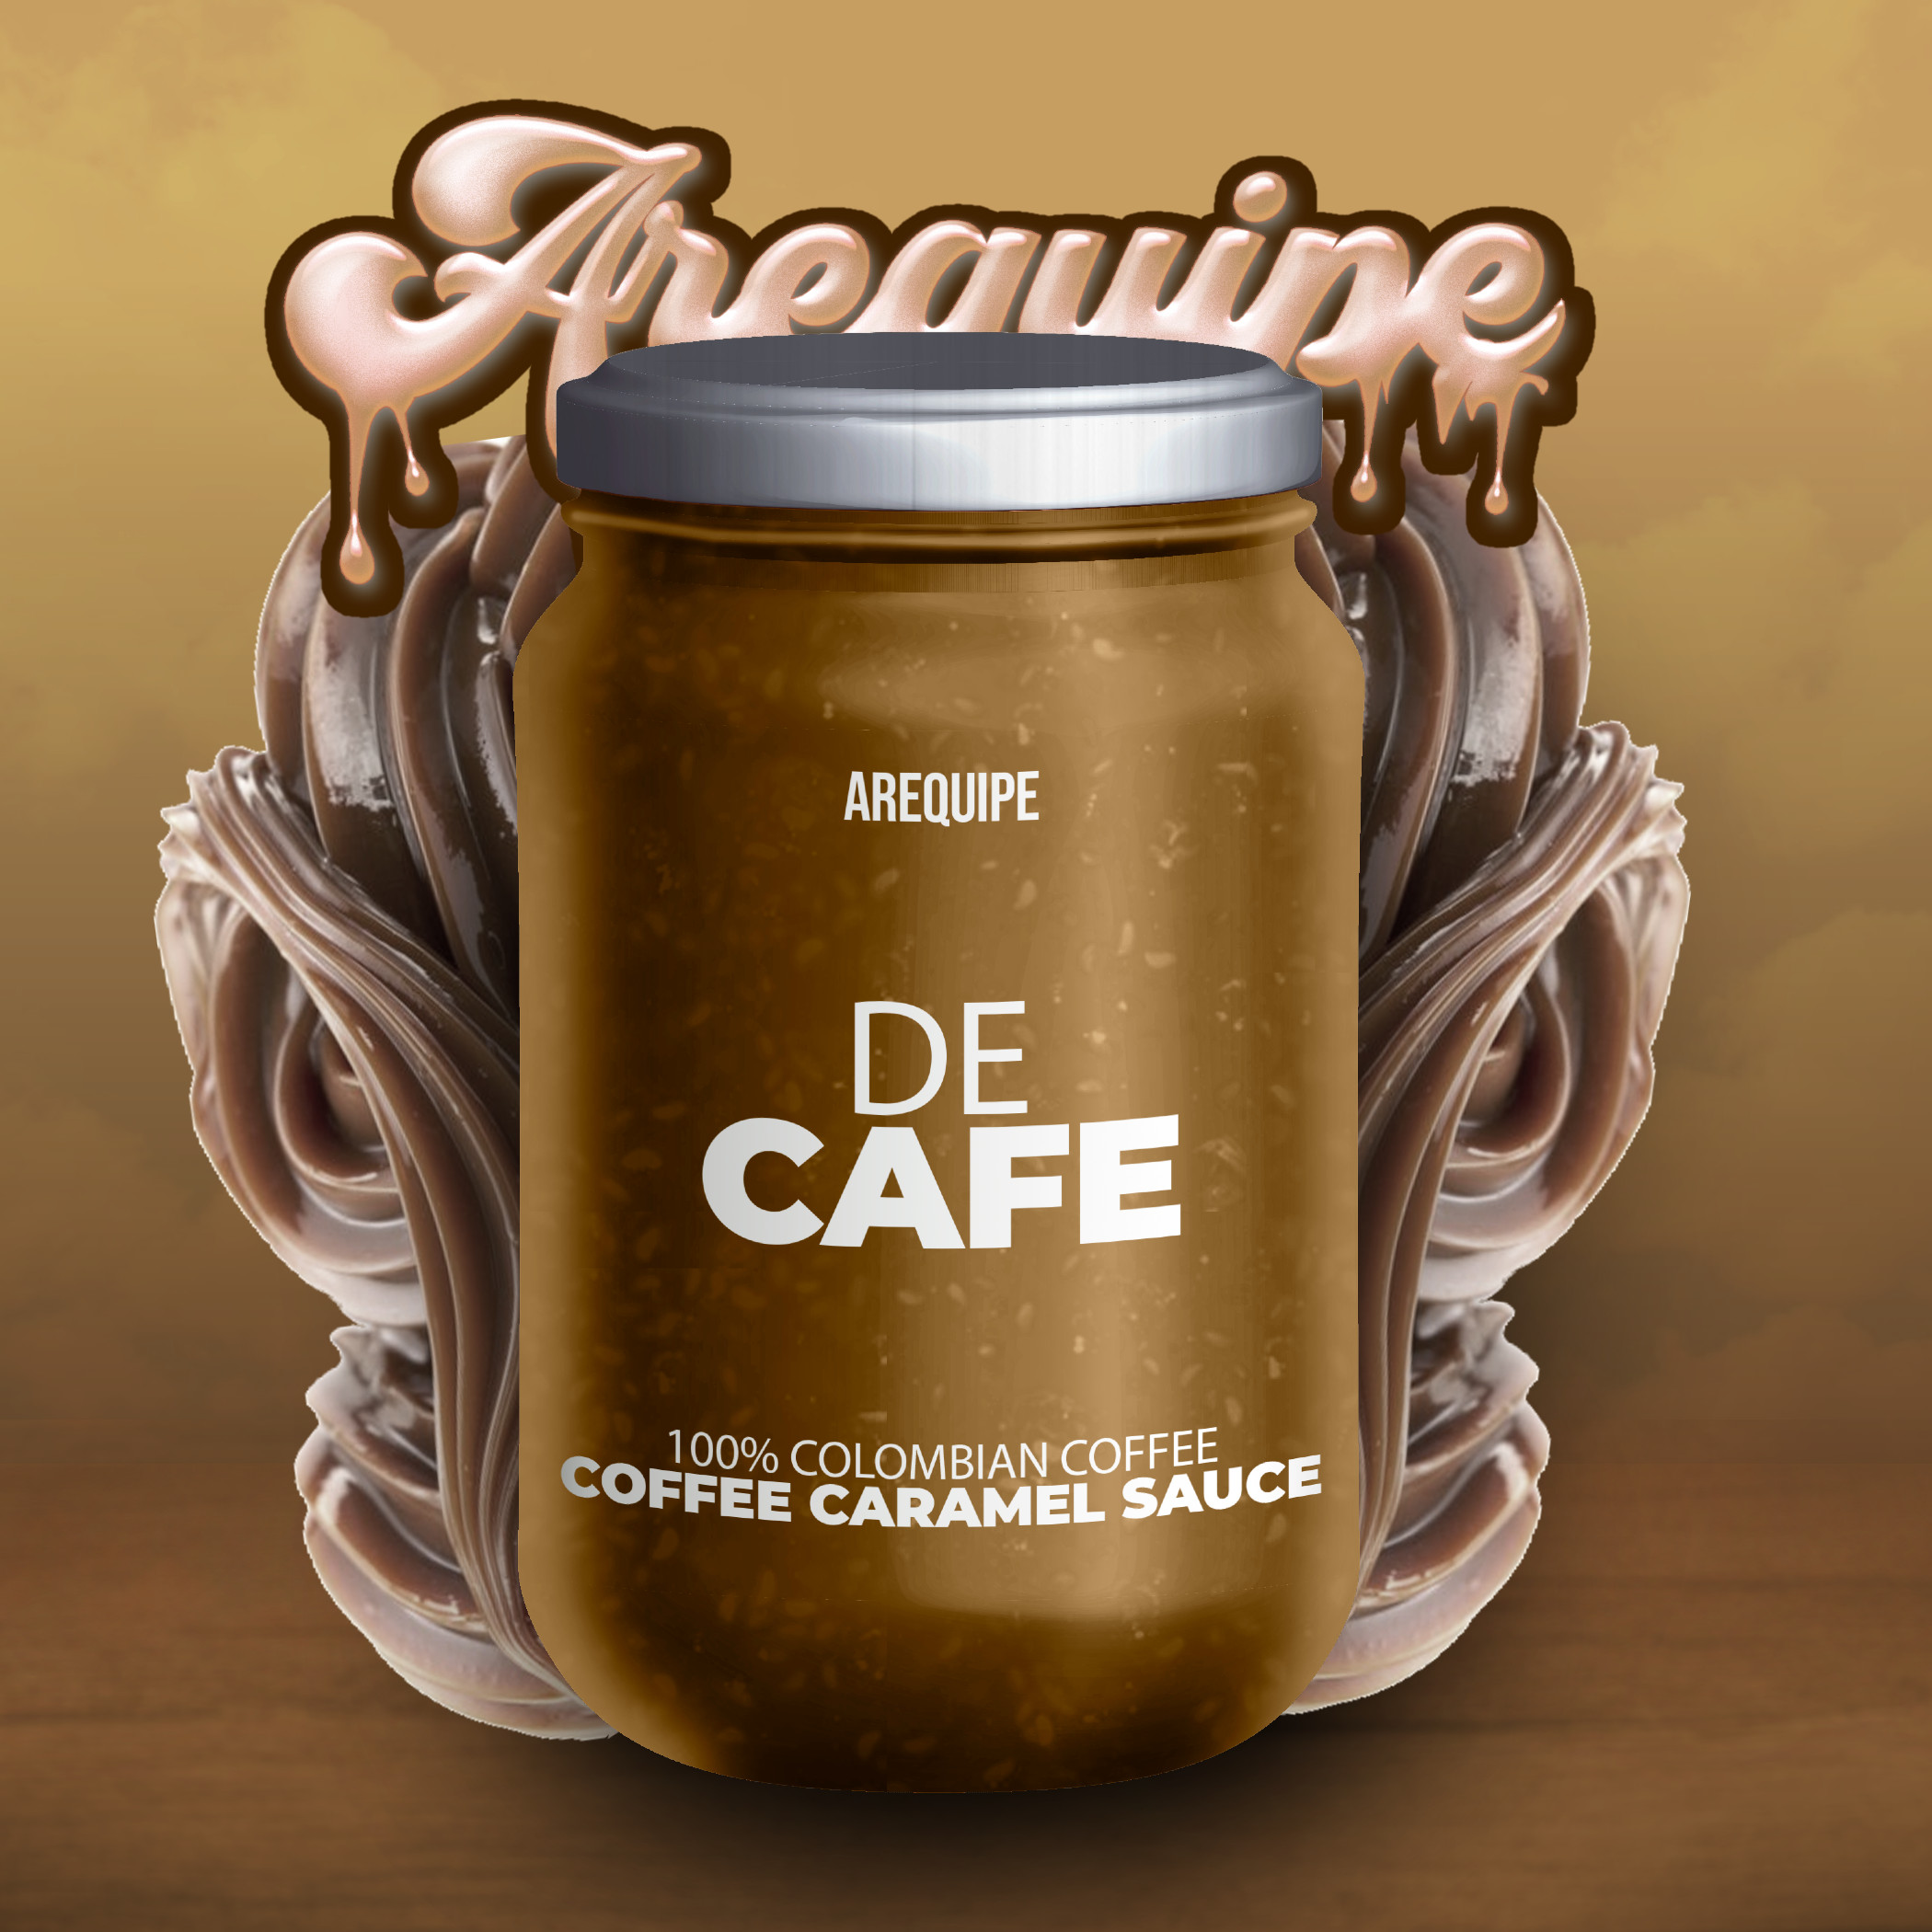 Arequipe
AREQUIPE
DE
CAFE
100% COLOMBIAN COFFEE
COFFEE CARAMEL SAUCE